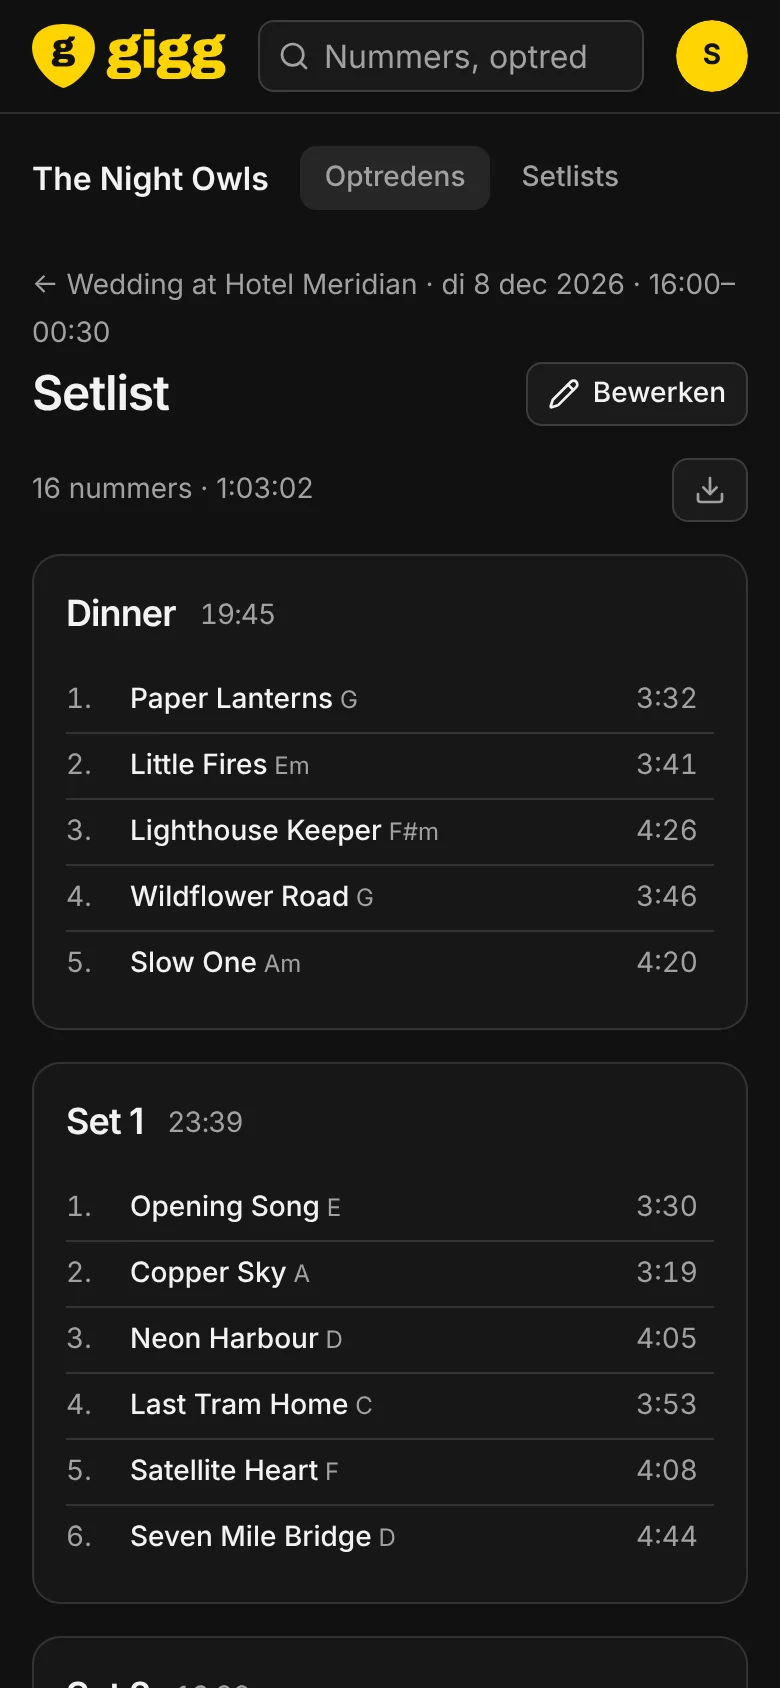 g gigg
Nummers, optred
S
The Night Owls
Optredens
Setlists
← Wedding at Hotel Meridian · di 8 dec 2026 · 16:00–
00:30
Setlist
Bewerken
16 nummers · 1:03:02
Dinner 19:45
1. Paper Lanterns G 3:32
2. Little Fires Em 3:41
3. Lighthouse Keeper F#m 4:26
4. Wildflower Road G 3:46
5. Slow One Am 4:20
Set 1 23:39
1. Opening Song E 3:30
2. Copper Sky A 3:19
3. Neon Harbour D 4:05
4. Last Tram Home C 3:53
5. Satellite Heart F 4:08
6. Seven Mile Bridge D 4:44